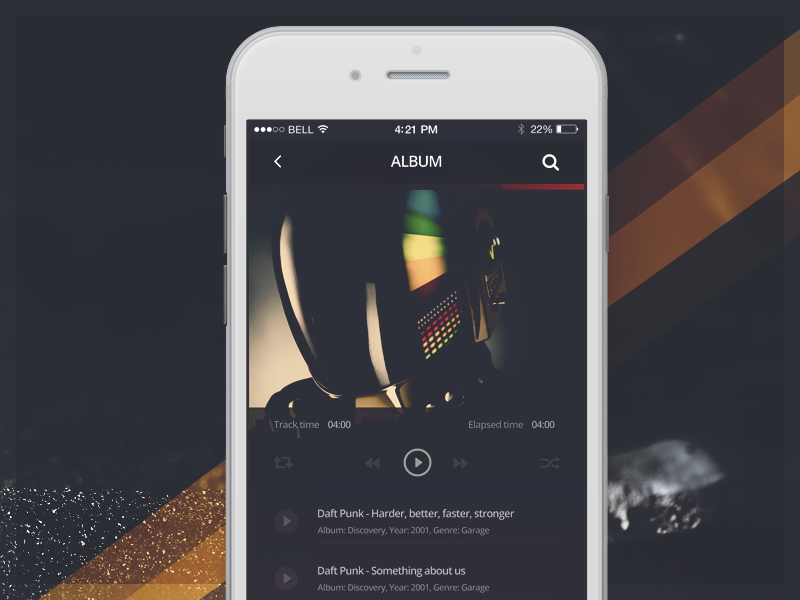 BELL 4:21 PM 22%
ALBUM
Track time 04:00 Elapsed time 04:00
Daft Punk - Harder, better, faster, stronger
Album: Discovery, Year: 2001, Genre: Garage
Daft Punk - Something about us
Album: Discovery, Year: 2001, Genre: Garage